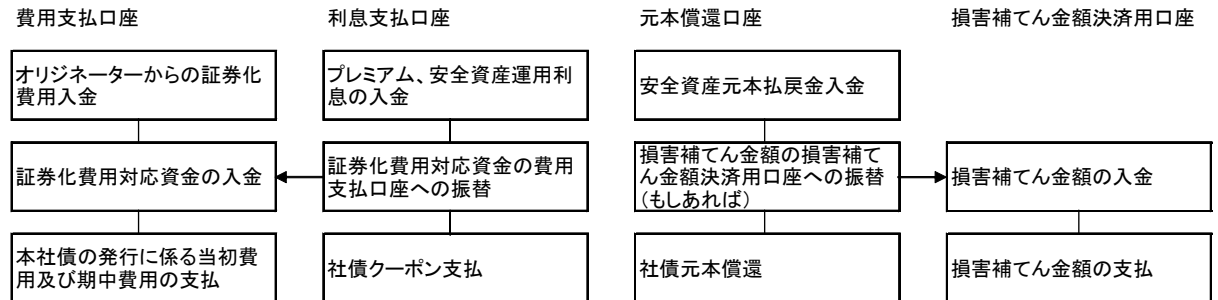 費用支払口座
利息支払口座
元本償還口座
損害補てん金額決済用口座
オリジネーターからの証券化
費用入金
プレミアム、安全資産運用利
息の入金
安全資産元本払戻金入金
証券化費用対応資金の入金
証券化費用対応資金の費用
支払口座への振替
損害補てん金額の損害補て
ん金額決済用口座への振替
(もしあれば)
損害補てん金額の入金
本社債の発行に係る当初費
用及び期中費用の支払
社債クーポン支払
社債元本償還
損害補てん金額の支払